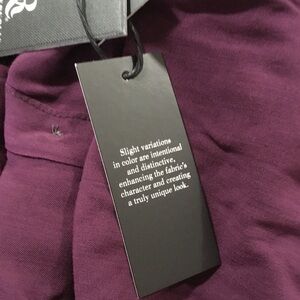 Slight variations
in color are intentional
and distinctive,
enhancing the fabric's
character and creating
a truly unique look.